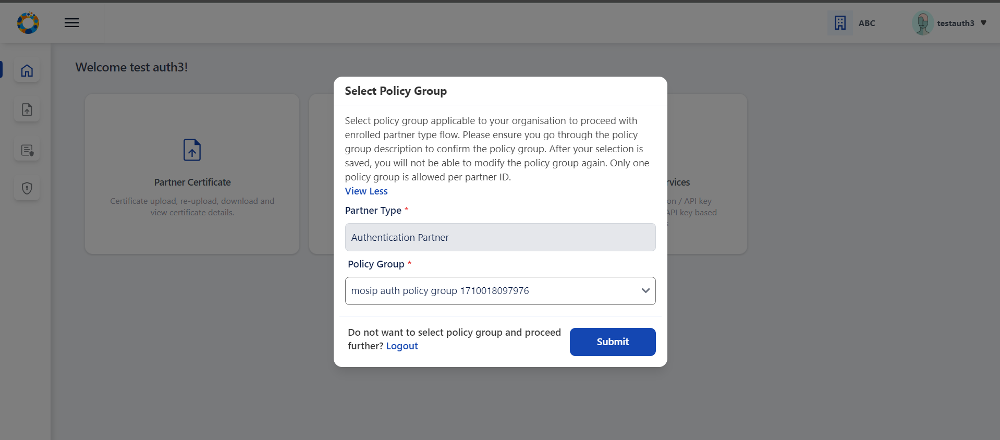 ABC
testauth3
Welcome test auth3!
Partner Certificate
Certificate upload, re-upload, download and
view certificate details.
Select Policy Group
Select policy group applicable to your organisation to proceed with
enrolled partner type flow. Please ensure you go through the policy
group description to confirm the policy group. After your selection is
saved, you will not be able to modify the policy group again. Only one
policy group is allowed per partner ID.
View Less
Partner Type *
Authentication Partner
Policy Group *
mosip auth policy group 1710018097976
Do not want to select policy group and proceed
further? Logout
Submit
/ API key
API key based